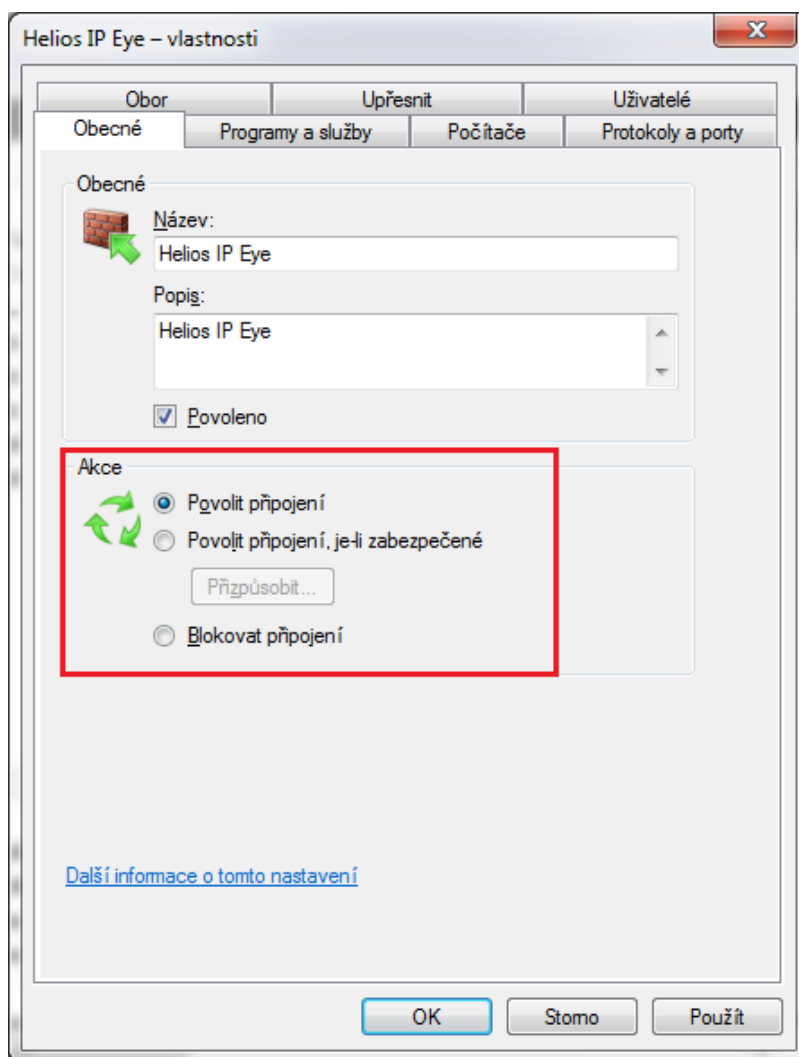 Helios IP Eye – vlastnosti
Obor Upřesnit Uživatelé
Obecné Programy a služby Počítače Protokoly a porty
Obecné
Název:
Helios IP Eye
Popis:
Helios IP Eye
Povoleno
Akce
Povolit připojení
Povolit připojení, je-li zabezpečené
Přizpůsobit...
Blokovat připojení
Další informace o tomto nastavení
OK Storno Použít